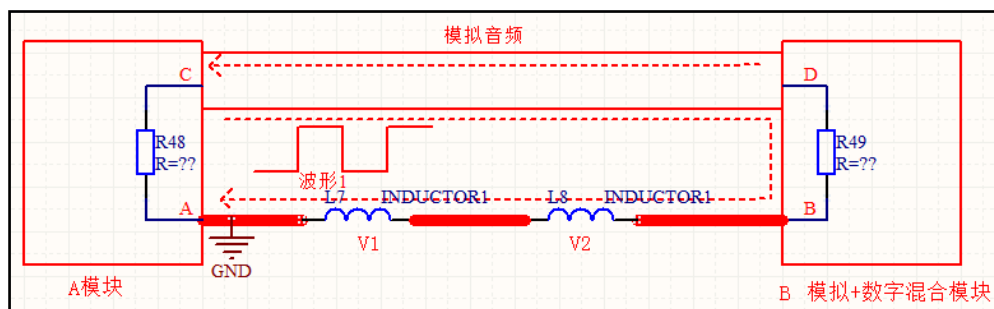 模拟音频
C
D
R48
R=??
R49
R=??
波形1
L7
INDUCTOR1
L8
INDUCTOR1
A
B
V1
V2
GND
A模块
B 模拟+数字混合模块